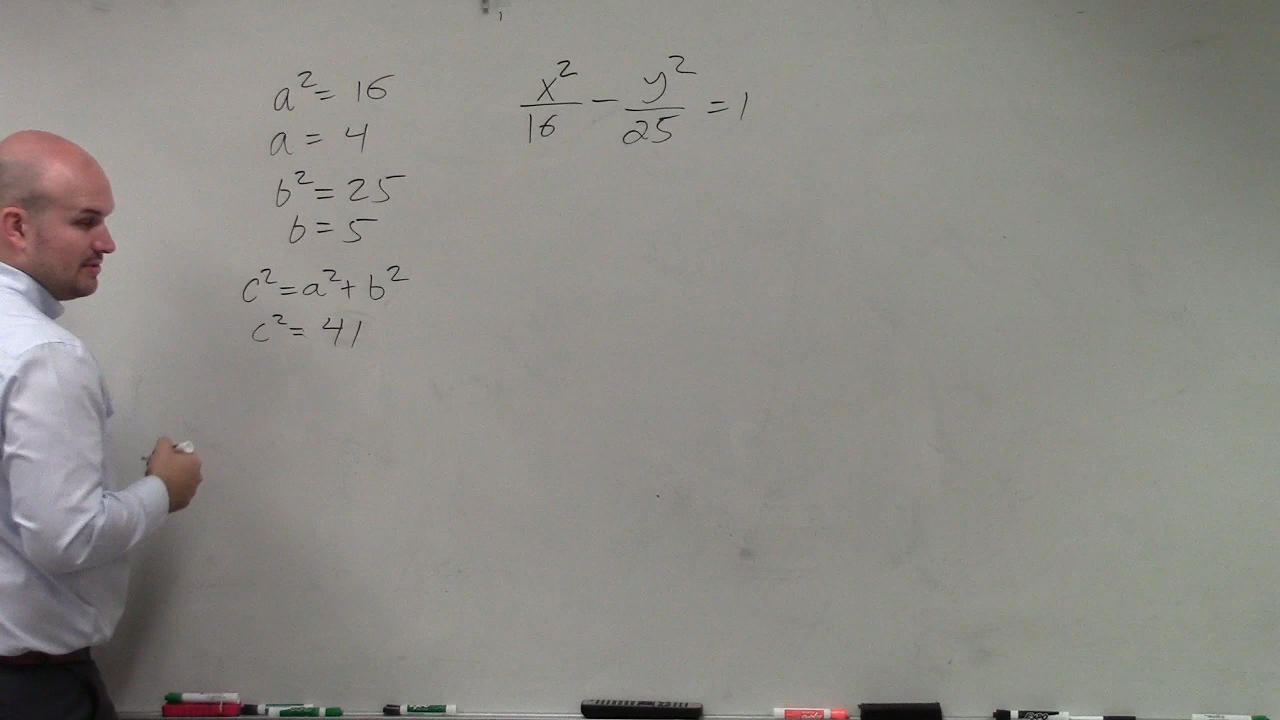 a² = 16
a = 4
b² = 25
b = 5
c² = a² + b²
c² = 41
x²/16 − y²/25 = 1